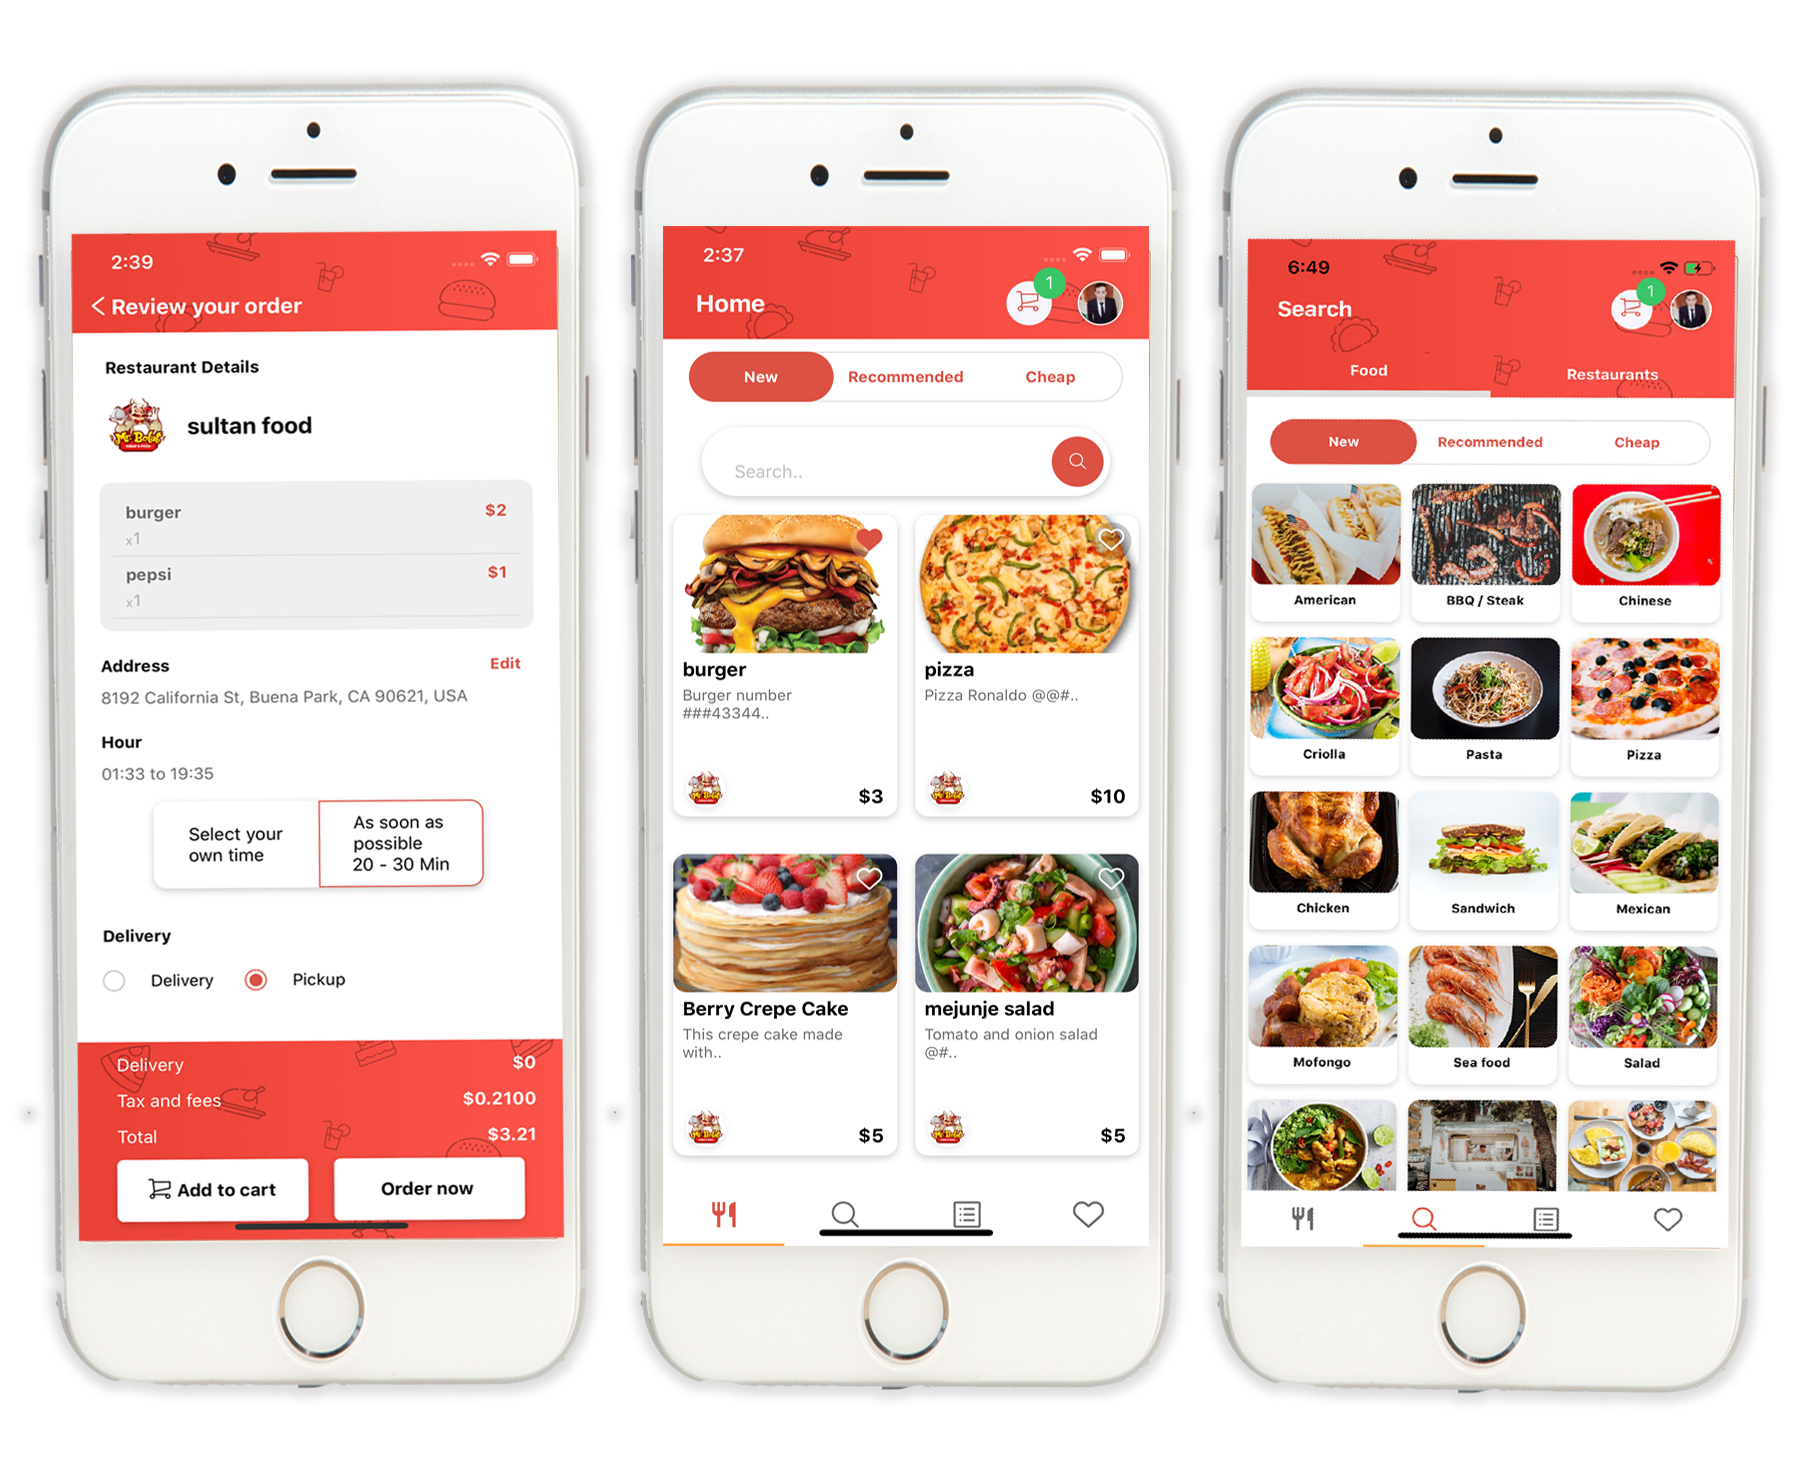 2:39
Review your order
Restaurant Details
Mr. Bolat
sultan food
burger
$2
x1
pepsi
$1
x1
Address
Edit
8192 California St, Buena Park, CA 90621, USA
Hour
01:33 to 19:35
Select your
own time
As soon as
possible
20 - 30 Min
Delivery
Delivery
Pickup
Delivery
$0
Tax and fees
$0.2100
Total
$3.21
Add to cart
Order now
2:37
Home
1
New
Recommended
Cheap
Search..
burger
Burger number
###43344..
$3
pizza
Pizza Ronaldo @@#..
$10
Berry Crepe Cake
This crepe cake made
with..
$5
mejunje salad
Tomato and onion salad
@#..
$5
6:49
Search
1
Food
Restaurants
New
Recommended
Cheap
American
BBQ / Steak
Chinese
Criolla
Pasta
Pizza
Chicken
Sandwich
Mexican
Mofongo
Sea food
Salad